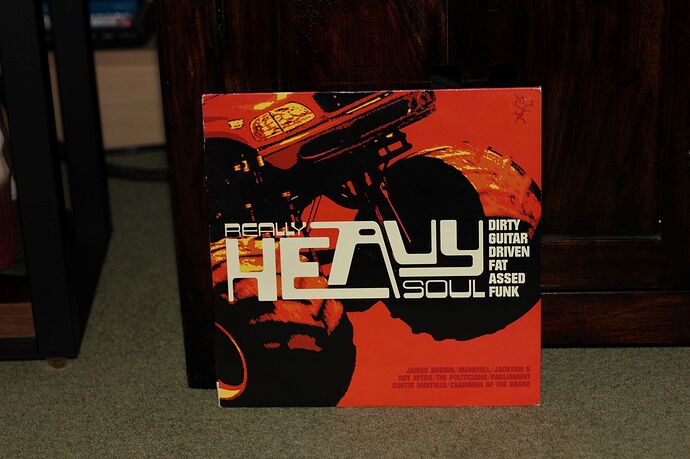 REALLY
HEAVY
SOUL
DIRTY
GUITAR
DRIVEN
FAT
ASSED
FUNK
JAMES BROWN/MANDRILL/JACKSON 5
ROY AYERS/THE POLITICIANS/PARLIAMENT
CURTIS MAYFIELD/CHAIRMEN OF THE BOARD